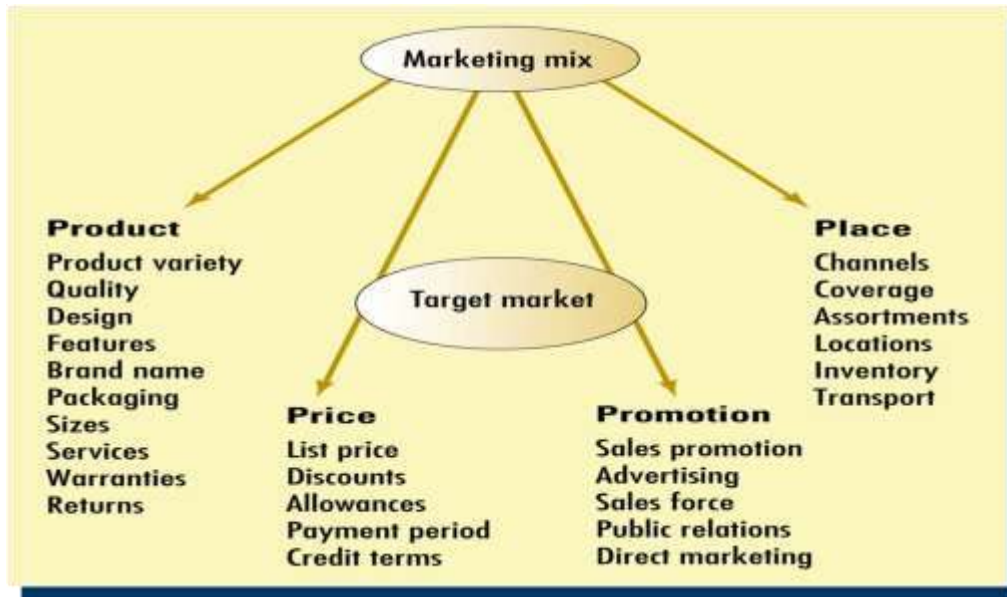 Marketing mix
Target market
Product
Product variety
Quality
Design
Features
Brand name
Packaging
Sizes
Services
Warranties
Returns
Price
List price
Discounts
Allowances
Payment period
Credit terms
Promotion
Sales promotion
Advertising
Sales force
Public relations
Direct marketing
Place
Channels
Coverage
Assortments
Locations
Inventory
Transport